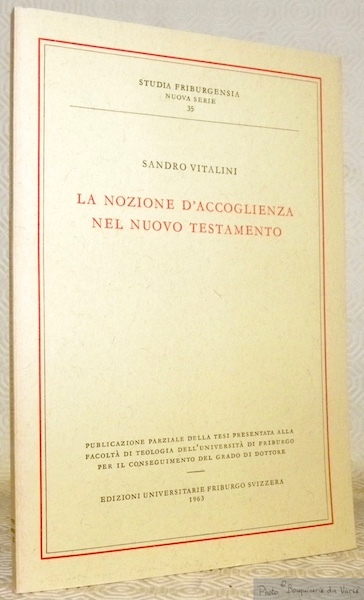 STUDIA FRIBURGENSIA
NUOVA SERIE
35
SANDRO VITALINI
LA NOZIONE D'ACCOGLIENZA
NEL NUOVO TESTAMENTO
PUBLICAZIONE PARZIALE DELLA TESI PRESENTATA ALLA
FACOLTÀ DI TEOLOGIA DELL'UNIVERSITÀ DI FRIBURGO
PER IL CONSEGUIMENTO DEL GRADO DI DOTTORE
EDIZIONI UNIVERSITARIE FRIBURGO SVIZZERA
1963
Photo © Bouquinerie du Varis